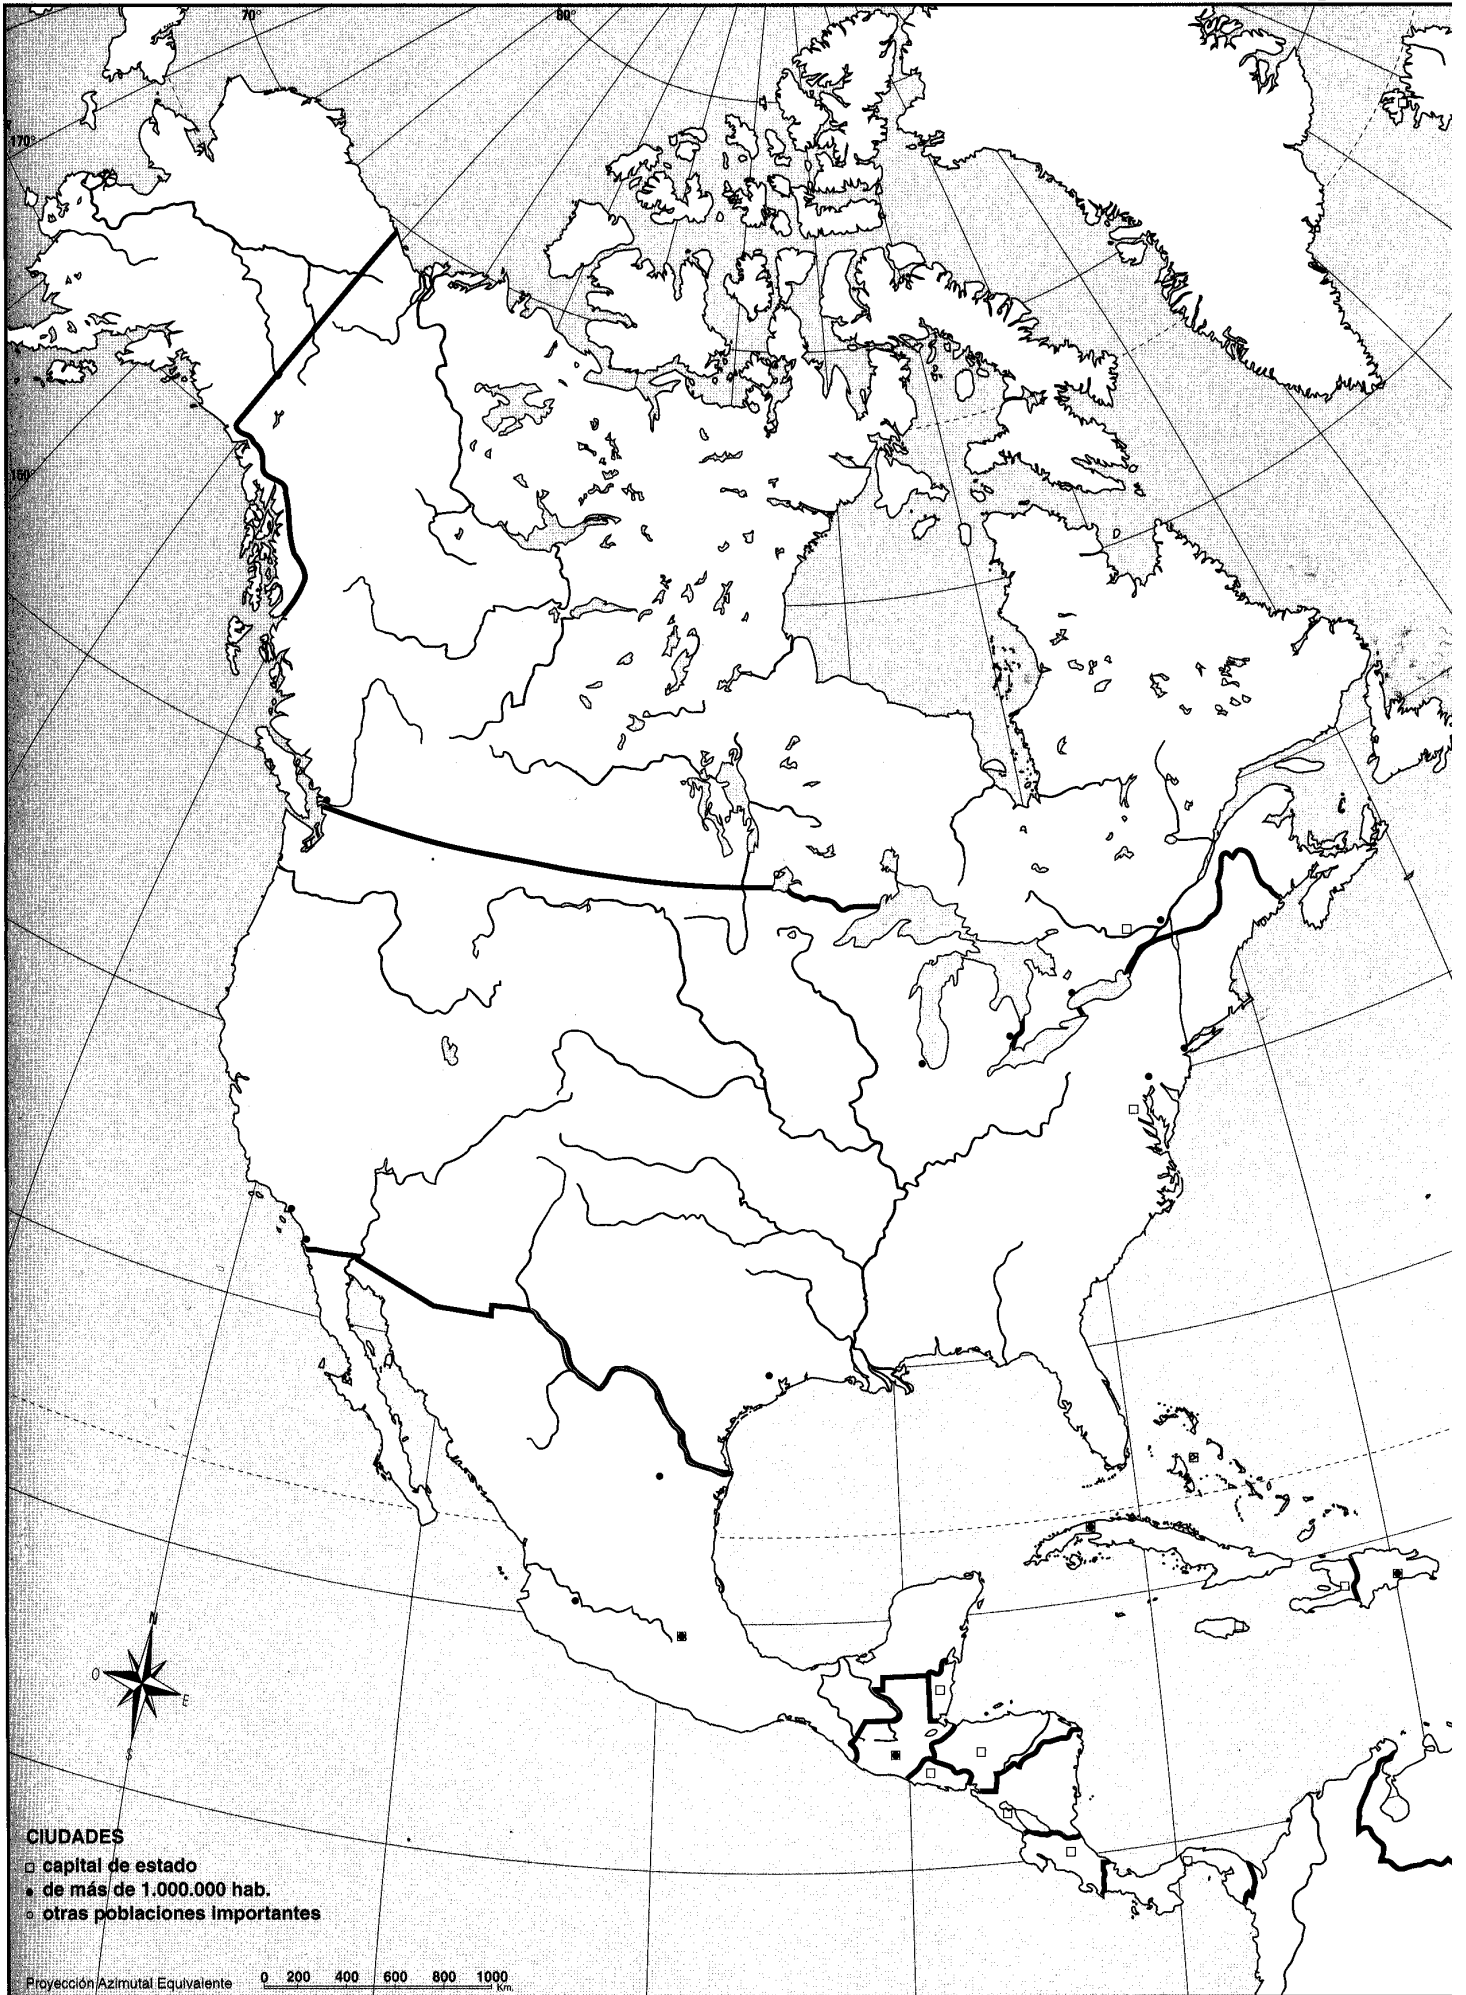 70°
80°
170°
150°
N
O
E
S
CIUDADES
capital de estado
de más de 1.000.000 hab.
otras poblaciones importantes
Proyección Azimutal Equivalente
0 200 400 600 800 1000
Km.